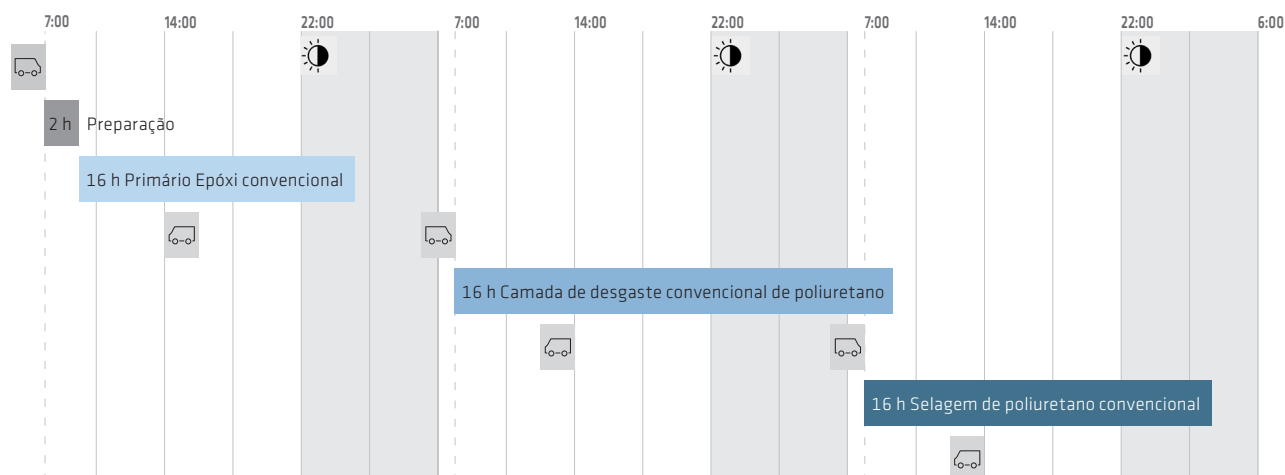 7:00 14:00 22:00 7:00 14:00 22:00 7:00 14:00 22:00 6:00
2 h Preparação
16 h Primário Epóxi convencional
16 h Camada de desgaste convencional de poliuretano
16 h Selagem de poliuretano convencional